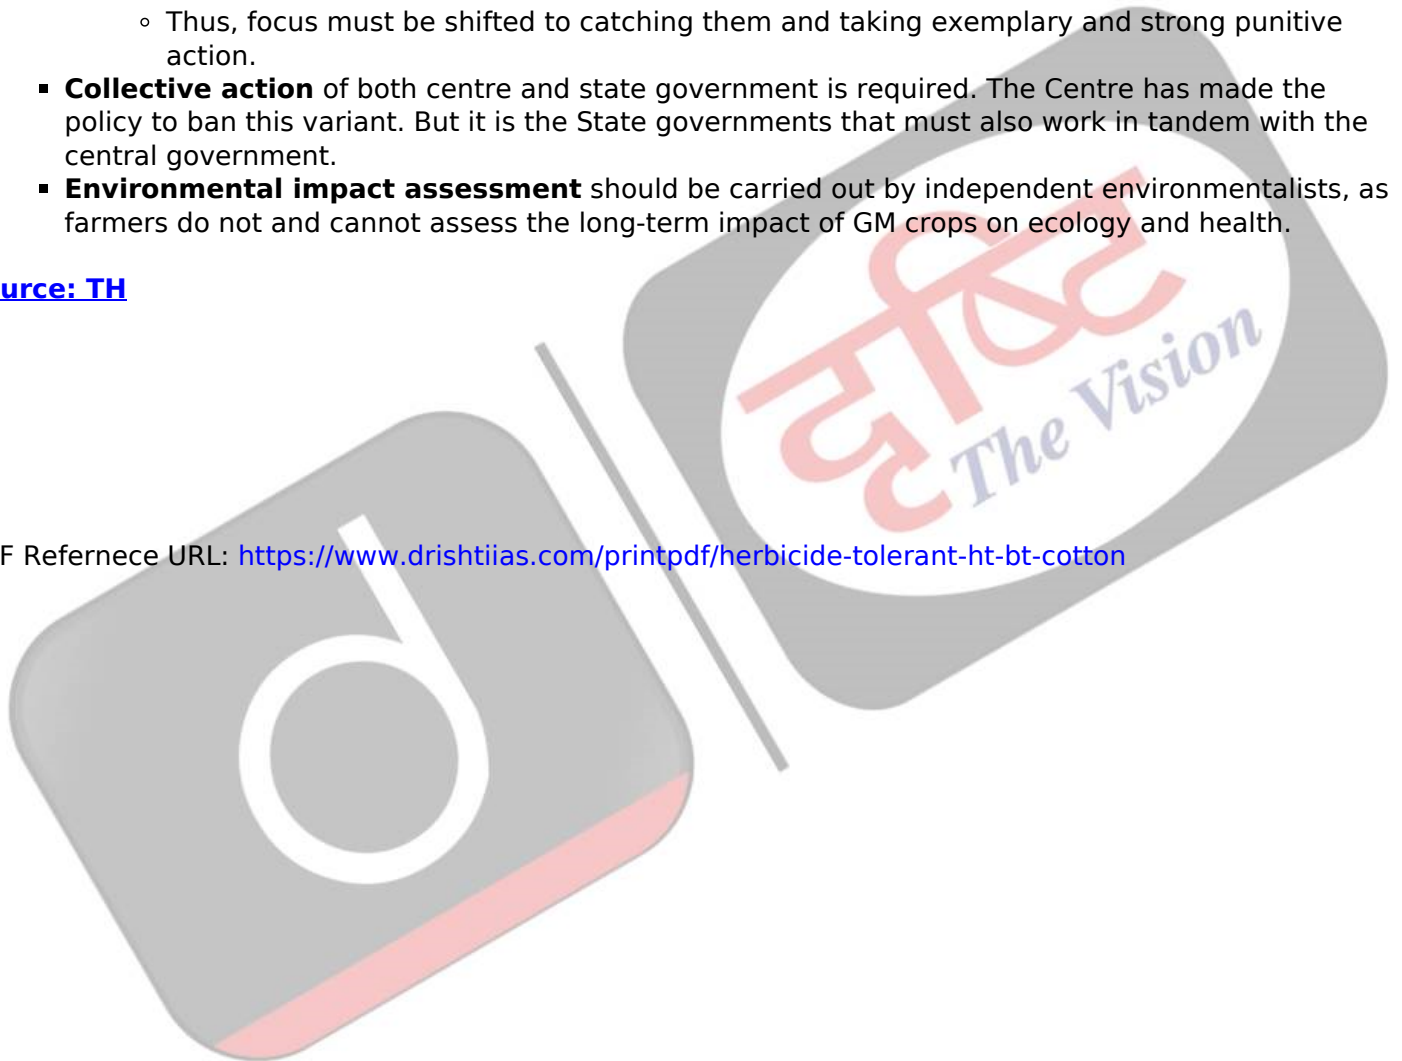 ◦ Thus, focus must be shifted to catching them and taking exemplary and strong punitive
action.
▪ Collective action of both centre and state government is required. The Centre has made the
policy to ban this variant. But it is the State governments that must also work in tandem with the
central government.
▪ Environmental impact assessment should be carried out by independent environmentalists, as
farmers do not and cannot assess the long-term impact of GM crops on ecology and health.
urce: TH
दृष्टि
The Vision
d
F Refernece URL: https://www.drishtiias.com/printpdf/herbicide-tolerant-ht-bt-cotton